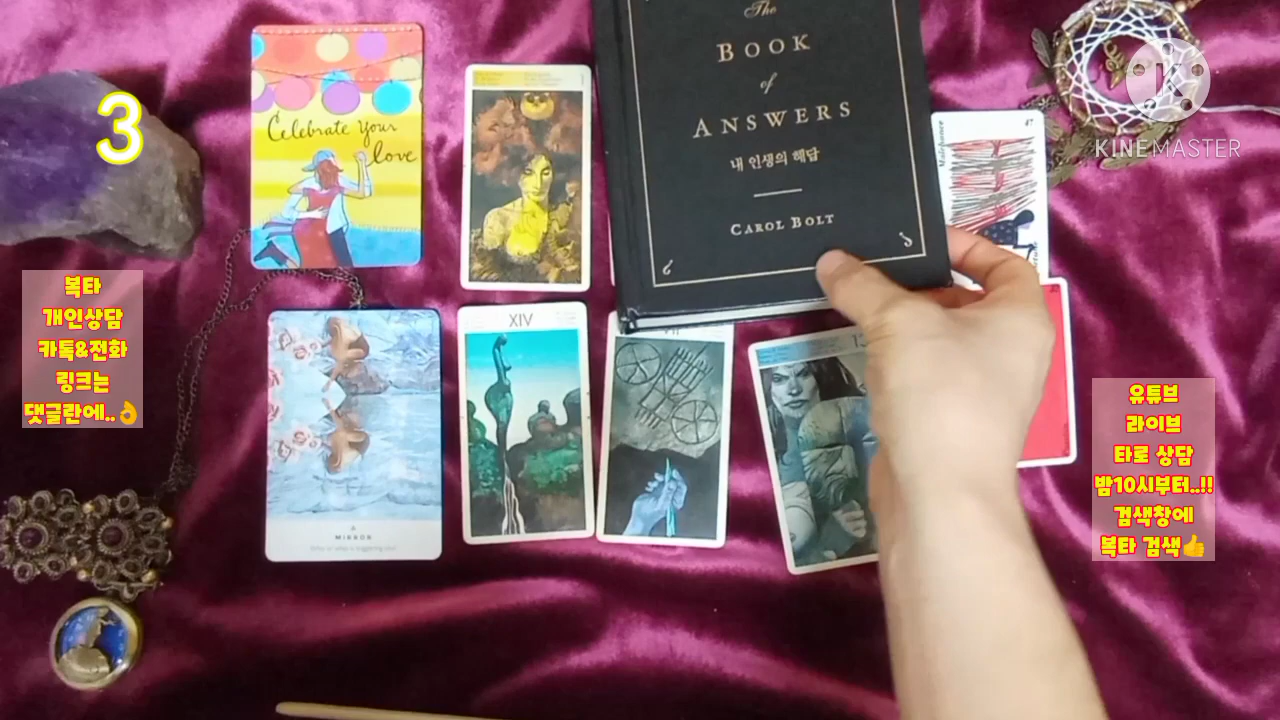 3
복타
개인상담
카톡&전화
링크는
댓글란에..👌
Celebrate Your
love
MIRROR
XIV
The
BOOK
of
ANSWERS
내 인생의 해답
CAROL BOLT
47
KINEMASTER
유튜브
라이브
타로 상담
밤10시부터..!!
검색창에
복타 검색👍